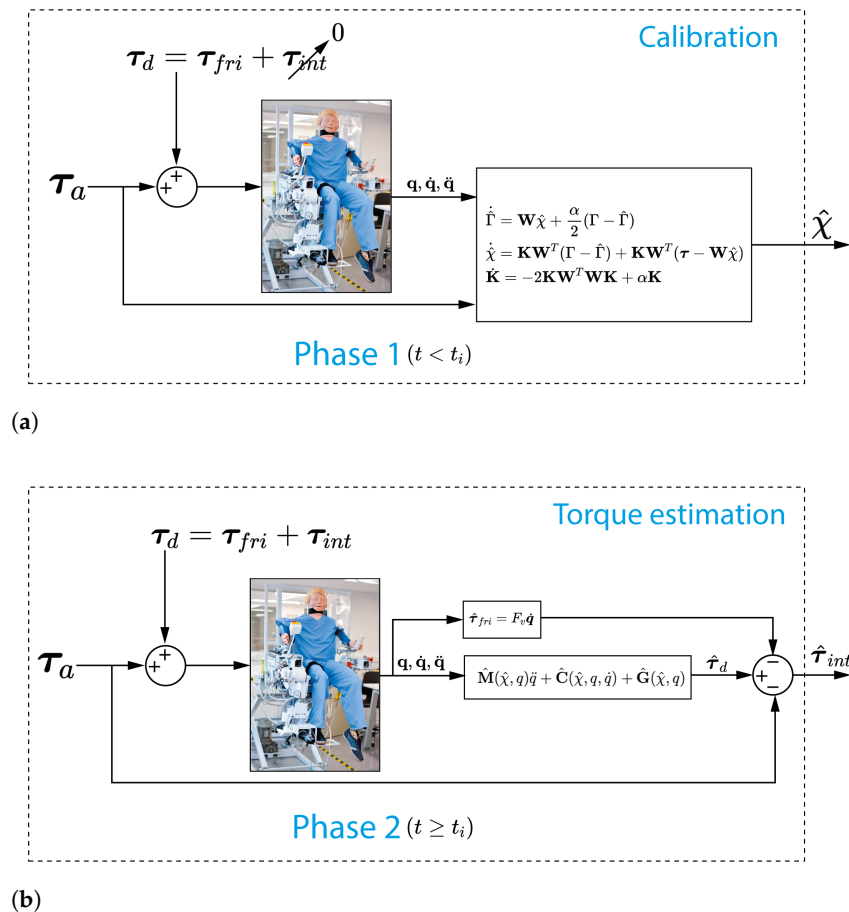 Calibration
τ_d = τ_fri + τ_int 0
τ_a
+ +
q, q̇, q̈
Γ̂̇ = Wχ̂ + α/2 (Γ − Γ̂)
χ̂̇ = KW^T(Γ − Γ̂) + KW^T(τ − Wχ̂)
K̇ = −2KW^T WK + αK
χ̂
Phase 1 (t < t_i)
(a)
Torque estimation
τ_d = τ_fri + τ_int
τ_a
+ +
q, q̇, q̈
τ̂_fri = F_v q̇
M̂(χ̂, q)q̈ + Ĉ(χ̂, q, q̇) + Ĝ(χ̂, q)
τ̂_d
− + −
τ̂_int
Phase 2 (t ≥ t_i)
(b)